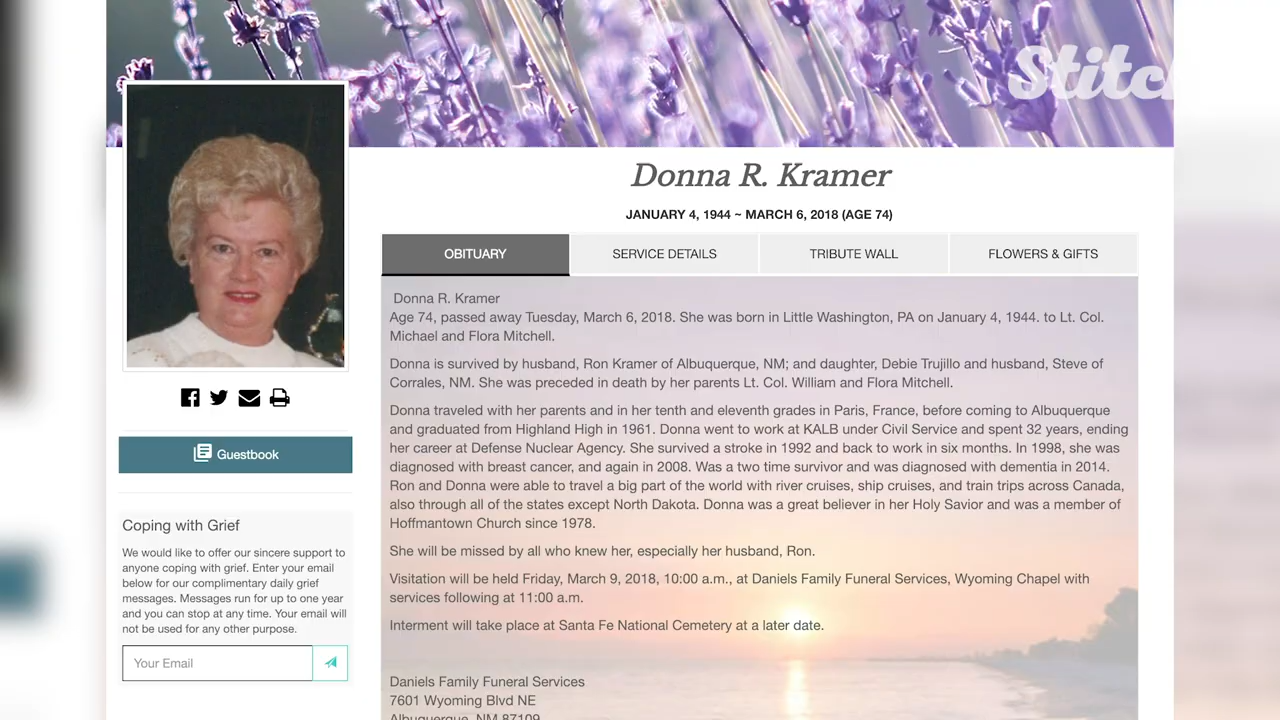 Stitc
Donna R. Kramer
JANUARY 4, 1944 ~ MARCH 6, 2018 (AGE 74)
OBITUARY
SERVICE DETAILS
TRIBUTE WALL
FLOWERS & GIFTS
Donna R. Kramer
Age 74, passed away Tuesday, March 6, 2018. She was born in Little Washington, PA on January 4, 1944. to Lt. Col.
Michael and Flora Mitchell.
Donna is survived by husband, Ron Kramer of Albuquerque, NM; and daughter, Debie Trujillo and husband, Steve of
Corrales, NM. She was preceded in death by her parents Lt. Col. William and Flora Mitchell.
Donna traveled with her parents and in her tenth and eleventh grades in Paris, France, before coming to Albuquerque
and graduated from Highland High in 1961. Donna went to work at KALB under Civil Service and spent 32 years, ending
her career at Defense Nuclear Agency. She survived a stroke in 1992 and back to work in six months. In 1998, she was
diagnosed with breast cancer, and again in 2008. Was a two time survivor and was diagnosed with dementia in 2014.
Ron and Donna were able to travel a big part of the world with river cruises, ship cruises, and train trips across Canada,
also through all of the states except North Dakota. Donna was a great believer in her Holy Savior and was a member of
Hoffmantown Church since 1978.
She will be missed by all who knew her, especially her husband, Ron.
Visitation will be held Friday, March 9, 2018, 10:00 a.m., at Daniels Family Funeral Services, Wyoming Chapel with
services following at 11:00 a.m.
Interment will take place at Santa Fe National Cemetery at a later date.
Daniels Family Funeral Services
7601 Wyoming Blvd NE
Albuquerque, NM 87109
Guestbook
Coping with Grief
We would like to offer our sincere support to
anyone coping with grief. Enter your email
below for our complimentary daily grief
messages. Messages run for up to one year
and you can stop at any time. Your email will
not be used for any other purpose.
Your Email